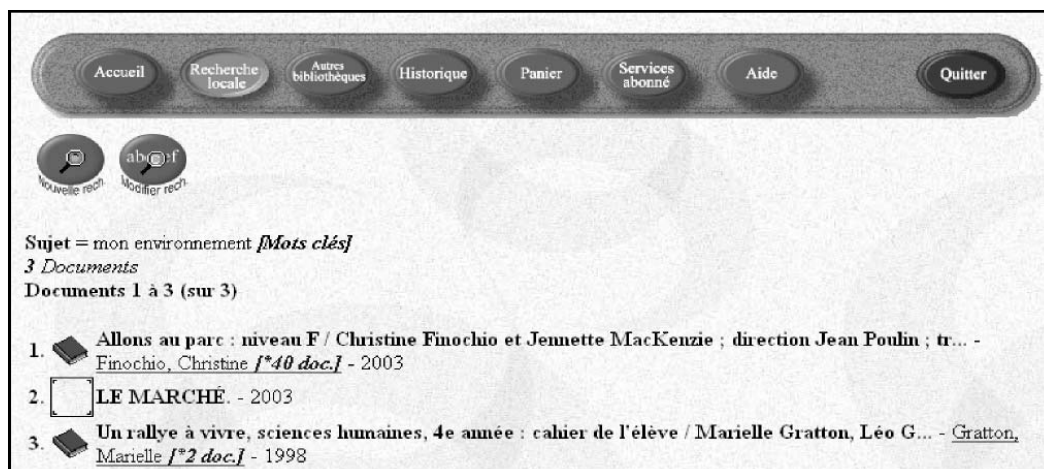 Accueil
Recherche
locale
Autres
bibliothèques
Historique
Panier
Services
abonné
Aide
Quitter
Nouvelle rech.
Modifier rech.
Sujet = mon environnement [Mots clés]
3 Documents
Documents 1 à 3 (sur 3)
1. Allons au parc : niveau F / Christine Finochio et Jennette MacKenzie ; direction Jean Poulin ; tr... -
Finochio, Christine [*40 doc.] - 2003
2. LE MARCHÉ. - 2003
3. Un rallye à vivre, sciences humaines, 4e année : cahier de l'élève / Marielle Gratton, Léo G... - Gratton,
Marielle [*2 doc.] - 1998